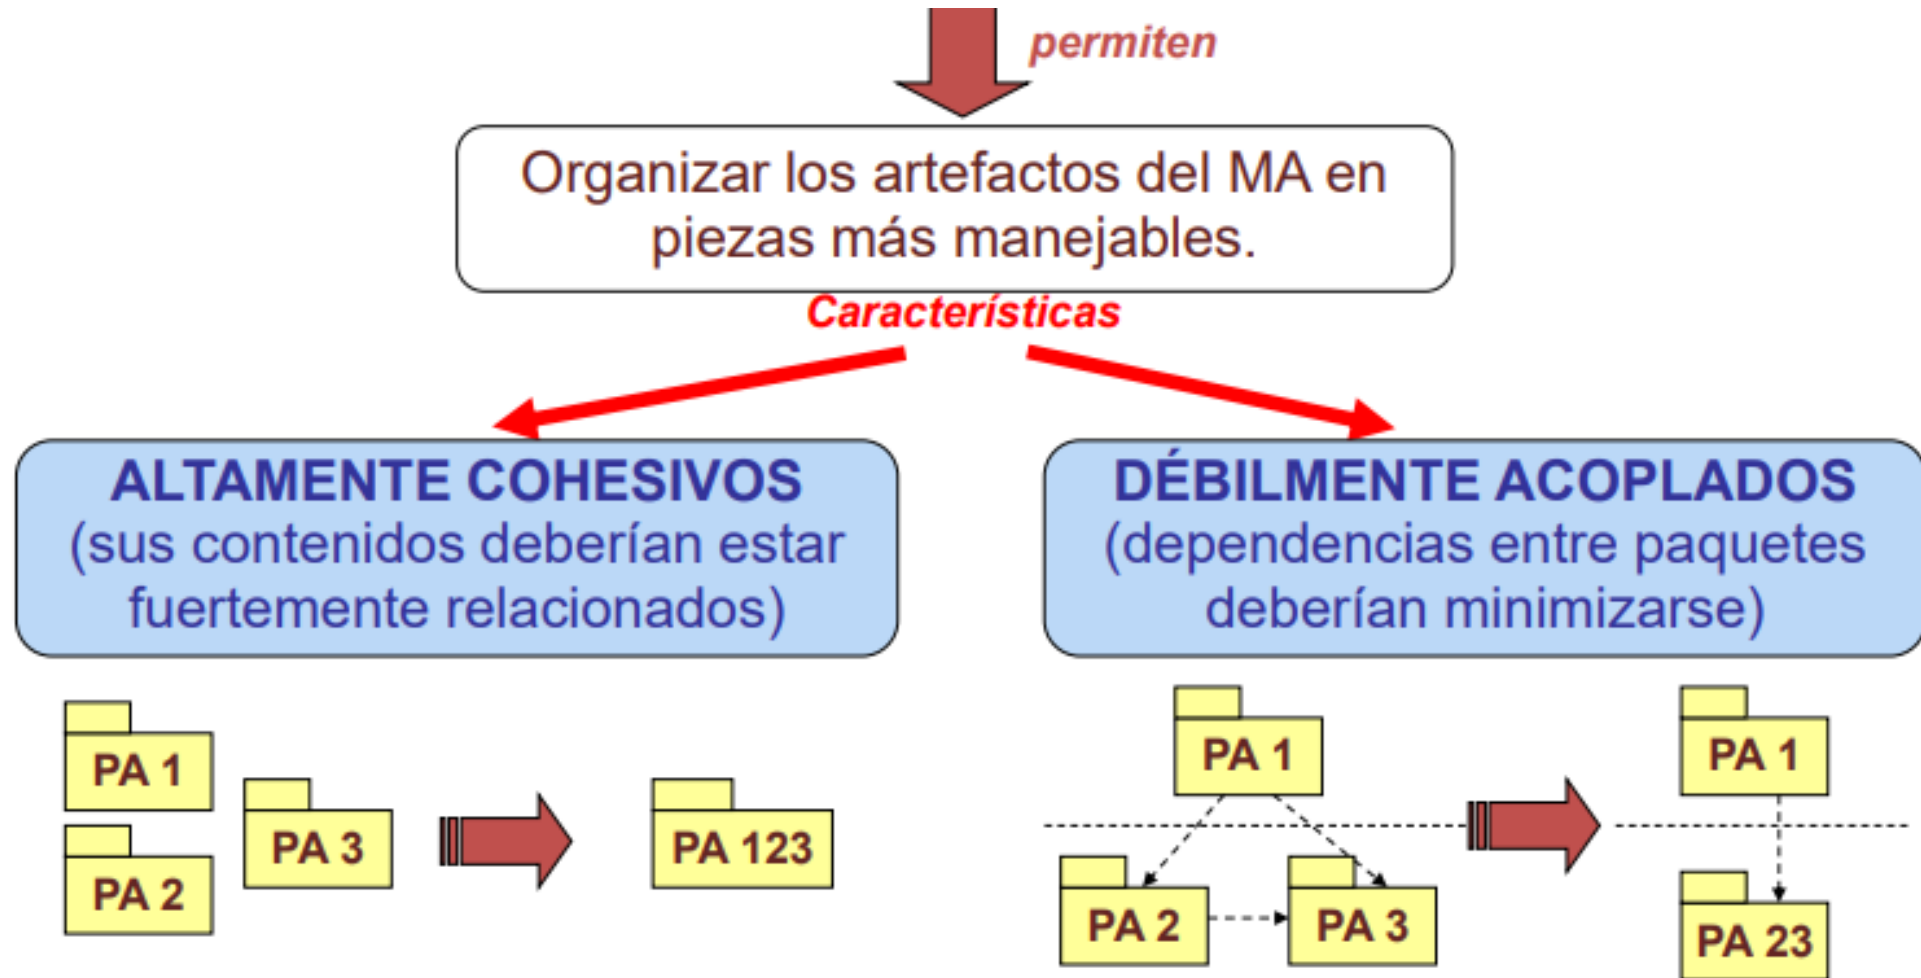 permiten
Organizar los artefactos del MA en
piezas más manejables.
Características
ALTAMENTE COHESIVOS
(sus contenidos deberían estar
fuertemente relacionados)
DÉBILMENTE ACOPLADOS
(dependencias entre paquetes
deberían minimizarse)
PA 1
PA 2
PA 3
PA 123
PA 1
PA 2
PA 3
PA 1
PA 23